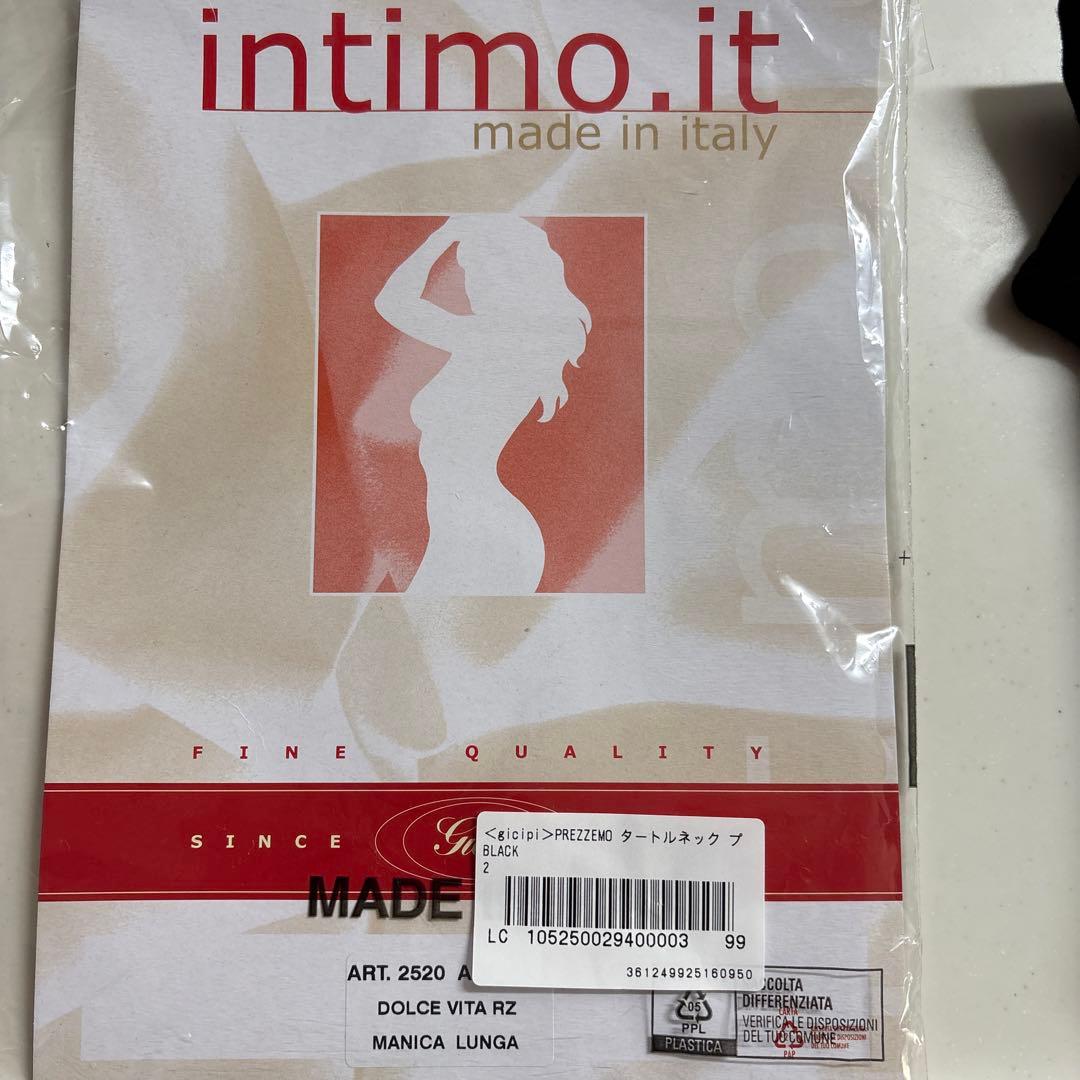 intimo.it
made in italy
FINE QUALITY
SINCE
MADE
<gicipi>PREZZEMO タートルネック プ
BLACK
2
LC 105250029400003 99
361249925160950
ART. 2520 A
DOLCE VITA RZ
MANICA LUNGA
05
PPL
PLASTICA
DIFFERENZIATA
VERIFICA LE DISPOSIZIONI
DEL TUO COMUNE
CARTA
PAP